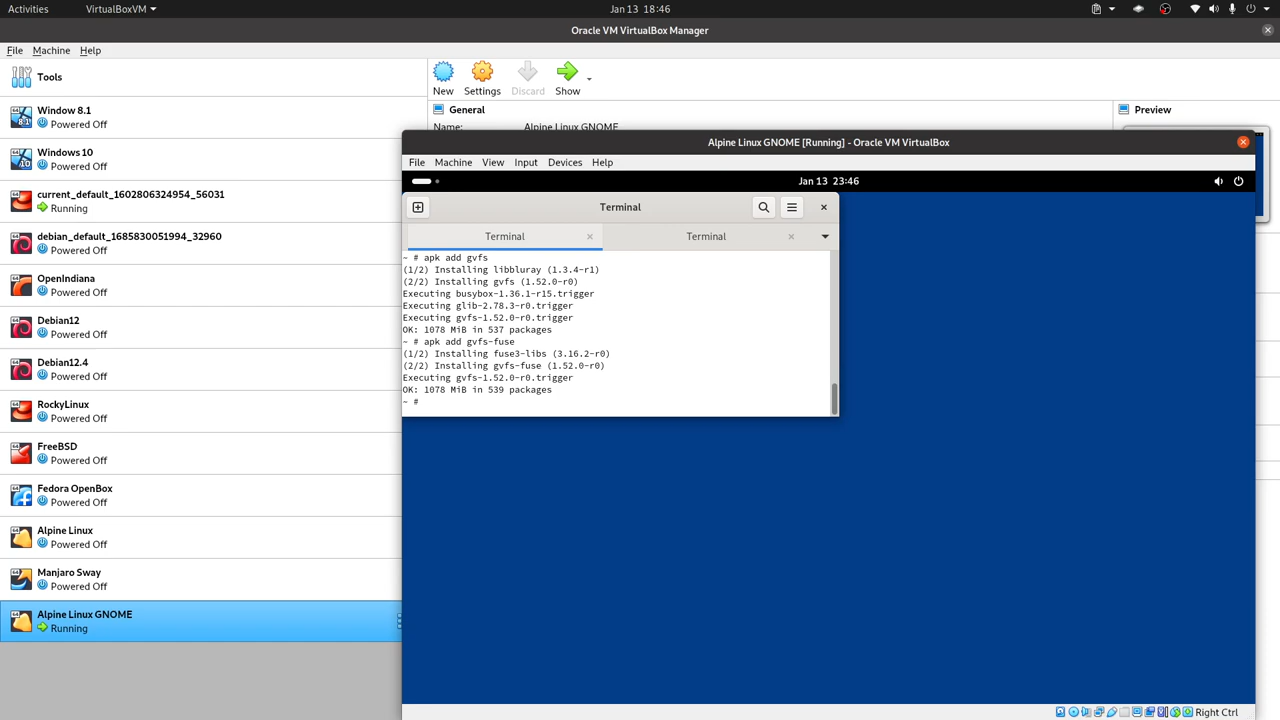 Activities
VirtualBoxVM
Jan 13 18:46
Oracle VM VirtualBox Manager
File Machine Help
Tools
New Settings Discard Show
Window 8.1
Powered Off
Windows 10
Powered Off
current_default_1602806324954_56031
Running
debian_default_1685830051994_32960
Powered Off
OpenIndiana
Powered Off
Debian12
Powered Off
Debian12.4
Powered Off
RockyLinux
Powered Off
FreeBSD
Powered Off
Fedora OpenBox
Powered Off
Alpine Linux
Powered Off
Manjaro Sway
Powered Off
Alpine Linux GNOME
Running
General
Name: Alpine Linux GNOME
Preview
Alpine Linux GNOME [Running] - Oracle VM VirtualBox
File Machine View Input Devices Help
Jan 13 23:46
Terminal
Terminal Terminal
~ # apk add gvfs
(1/2) Installing libbluray (1.3.4-r1)
(2/2) Installing gvfs (1.52.0-r0)
Executing busybox-1.36.1-r15.trigger
Executing glib-2.78.3-r0.trigger
Executing gvfs-1.52.0-r0.trigger
OK: 1078 MiB in 537 packages
~ # apk add gvfs-fuse
(1/2) Installing fuse3-libs (3.16.2-r0)
(2/2) Installing gvfs-fuse (1.52.0-r0)
Executing gvfs-1.52.0-r0.trigger
OK: 1078 MiB in 539 packages
~ #
Right Ctrl